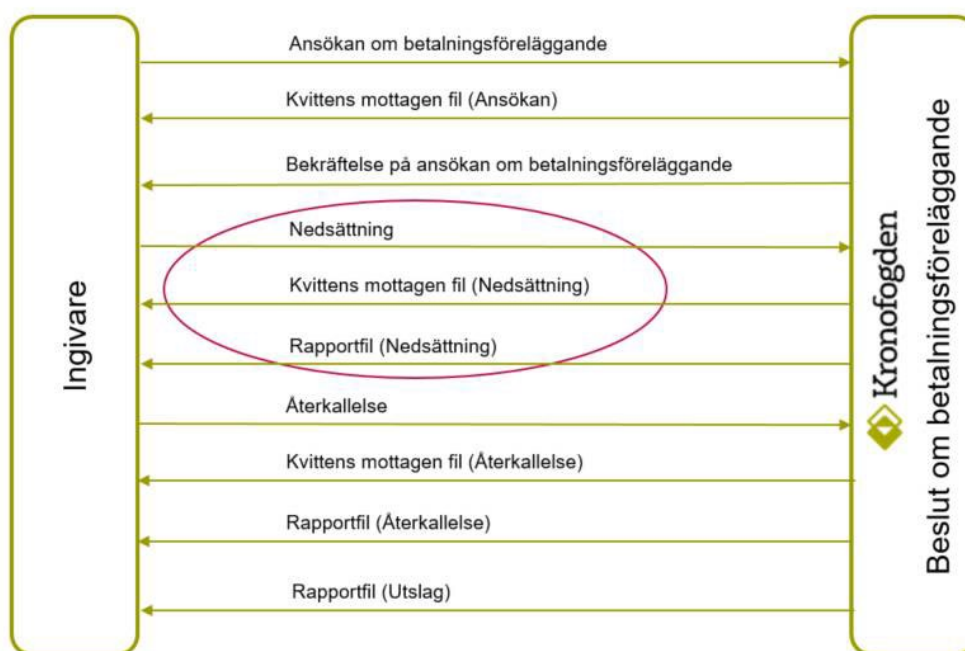 Ingivare
Ansökan om betalningsföreläggande
Kvittens mottagen fil (Ansökan)
Bekräftelse på ansökan om betalningsföreläggande
Nedsättning
Kvittens mottagen fil (Nedsättning)
Rapportfil (Nedsättning)
Återkallelse
Kvittens mottagen fil (Återkallelse)
Rapportfil (Återkallelse)
Rapportfil (Utslag)
Kronofogden
Beslut om betalningsföreläggande